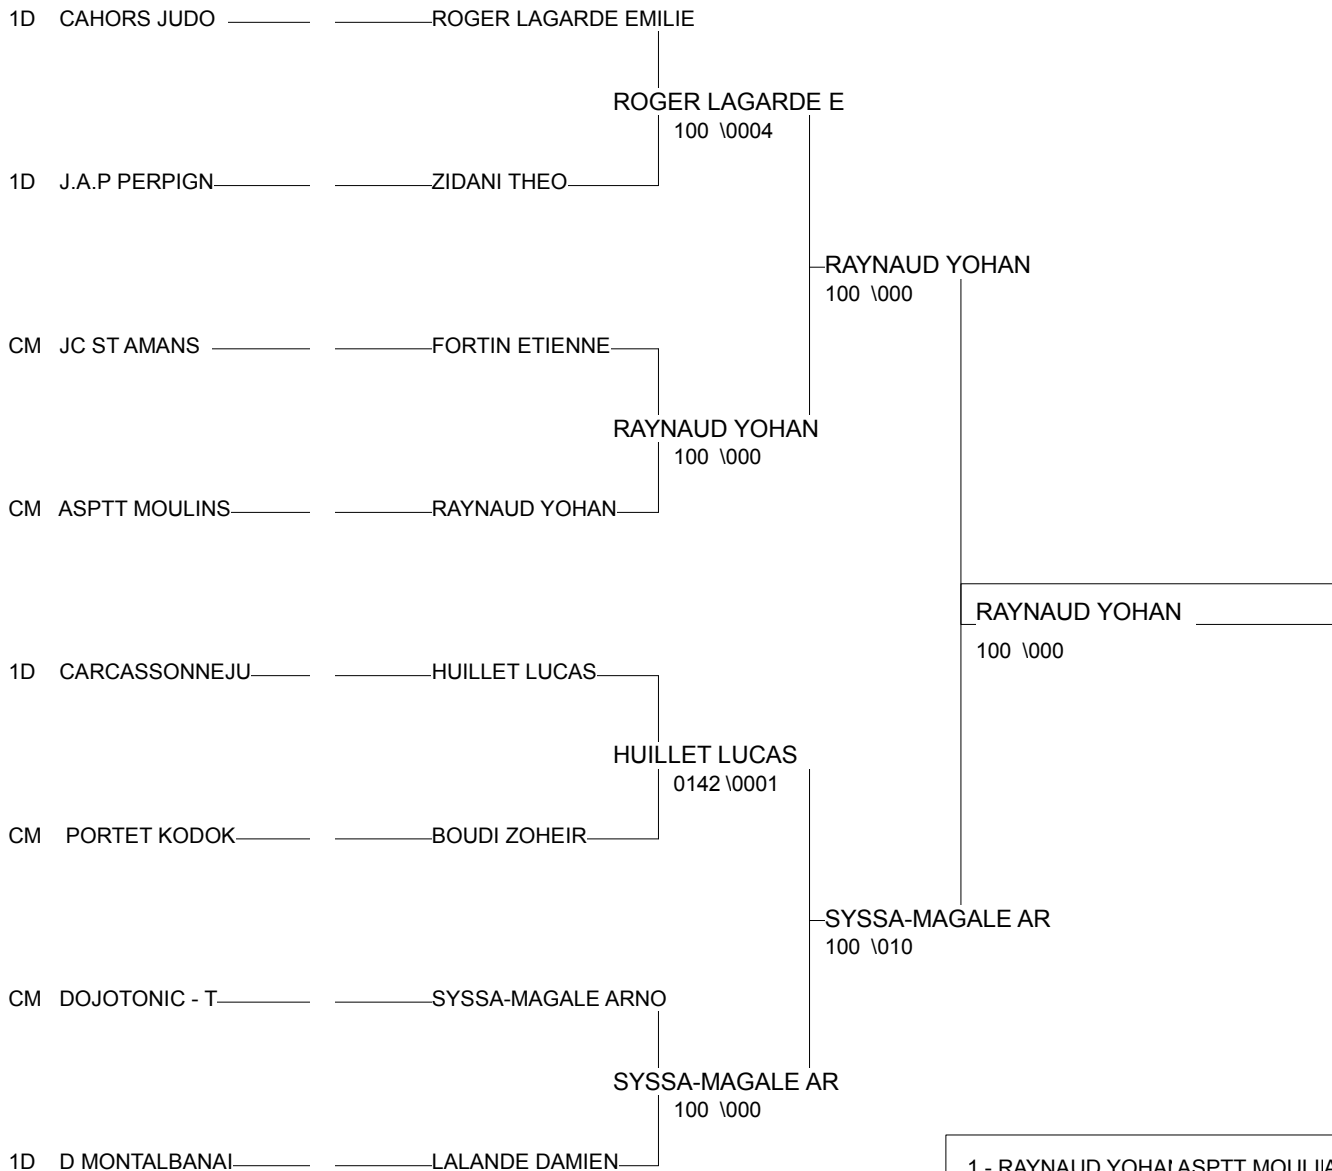 1D CAHORS JUDO ROGER LAGARDE EMILIE
ROGER LAGARDE E
100 \0004
1D J.A.P PERPIGN ZIDANI THEO
RAYNAUD YOHAN
100 \000
CM JC ST AMANS FORTIN ETIENNE
RAYNAUD YOHAN
100 \000
CM ASPTT MOULINS RAYNAUD YOHAN
RAYNAUD YOHAN
100 \000
1D CARCASSONNEJU HUILLET LUCAS
HUILLET LUCAS
0142 \0001
CM PORTET KODOK BOUDI ZOHEIR
SYSSA-MAGALE AR
100 \010
CM DOJOTONIC - T SYSSA-MAGALE ARNO
SYSSA-MAGALE AR
100 \000
1D D MONTALBANAI LALANDE DAMIEN
1 - RAYNAUD